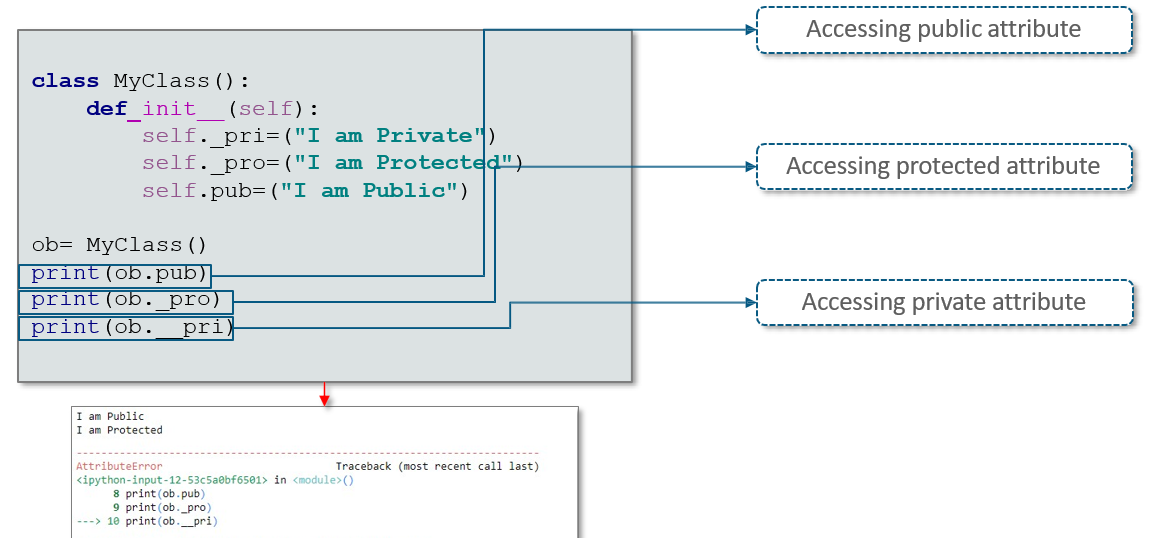 Accessing public attribute
class MyClass():
def_init__(self):
self._pri=("I am Private")
self._pro=("I am Protected")
Accessing protected attribute
self.pub=("I am Public")
ob= MyClass()
print(ob.pub)
print(ob._pro)
Accessing private attribute
print(ob.__pri)
I am Public
I am Protected
---------------------------------------------------------------------------
AttributeError Traceback (most recent call last)
<ipython-input-12-53c5a0bf6501> in <module>()
8 print(ob.pub)
9 print(ob._pro)
---> 10 print(ob.__pri)